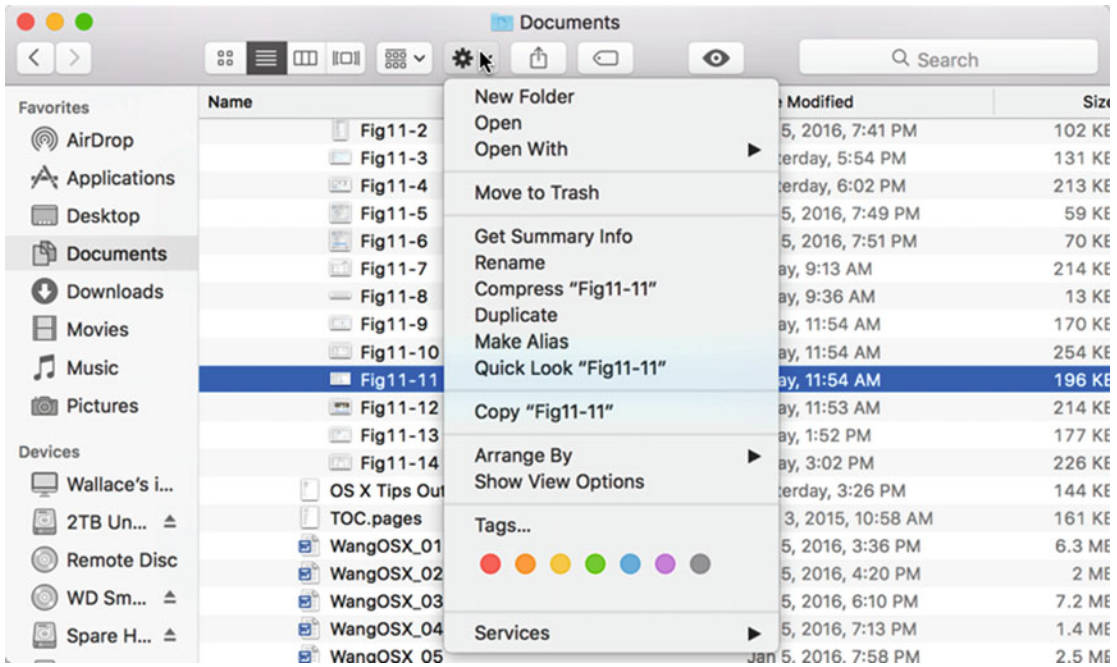 Documents
Search
Favorites
AirDrop
Applications
Desktop
Documents
Downloads
Movies
Music
Pictures
Devices
Wallace's i...
2TB Un...
Remote Disc
WD Sm...
Spare H...
Name
Modified
Size
Fig11-2 5, 2016, 7:41 PM 102 KB
Fig11-3 terday, 5:54 PM 131 KB
Fig11-4 terday, 6:02 PM 213 KB
Fig11-5 5, 2016, 7:49 PM 59 KB
Fig11-6 5, 2016, 7:51 PM 70 KB
Fig11-7 ay, 9:13 AM 214 KB
Fig11-8 ay, 9:36 AM 13 KB
Fig11-9 ay, 11:54 AM 170 KB
Fig11-10 ay, 11:54 AM 254 KB
Fig11-11 ay, 11:54 AM 196 KB
Fig11-12 ay, 11:53 AM 214 KB
Fig11-13 ay, 1:52 PM 177 KB
Fig11-14 ay, 3:02 PM 226 KB
OS X Tips Out terday, 3:26 PM 144 KB
TOC.pages 3, 2015, 10:58 AM 161 KB
WangOSX_01 5, 2016, 3:36 PM 6.3 MB
WangOSX_02 5, 2016, 4:20 PM 2 MB
WangOSX_03 5, 2016, 6:10 PM 7.2 MB
WangOSX_04 5, 2016, 7:13 PM 1.4 MB
WangOSX_05 Jan 5, 2016, 7:58 PM 2.5 MB
New Folder
Open
Open With
Move to Trash
Get Summary Info
Rename
Compress “Fig11-11”
Duplicate
Make Alias
Quick Look “Fig11-11”
Copy “Fig11-11”
Arrange By
Show View Options
Tags...
Services